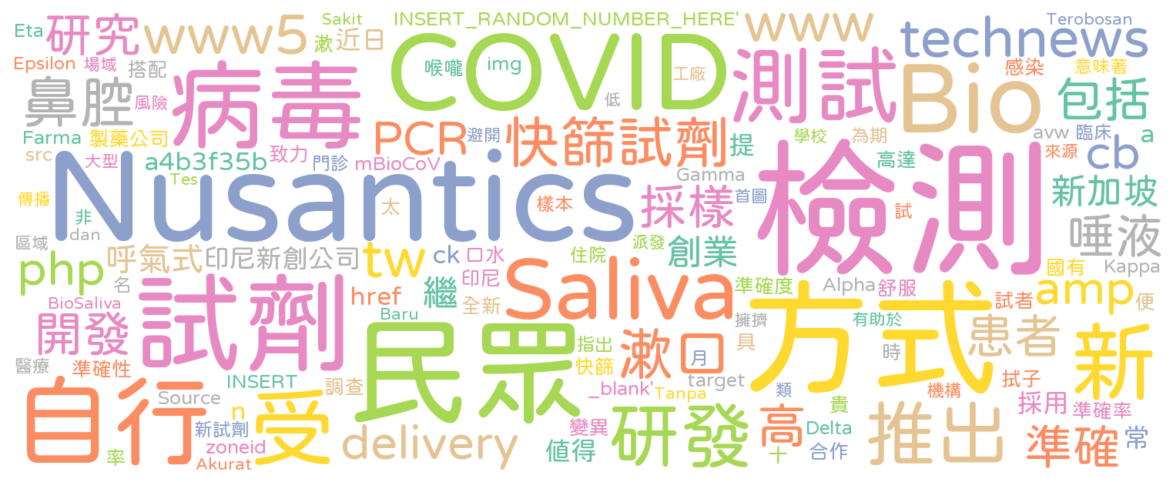 Sakit
INSERT_RANDOM_NUMBER_HERE'
www
Terobosan
Eta
研究
www5
漱
近日
COVID
technews
喉嚨
img
工廠
測試
Bio
感染
意味著
Epsilon
場域
搭配
病毒
鼻腔
風險
低
包括
Farma
製藥公司
PCR
避開
快篩試劑
提
學校
為期
avw
臨床
a
src
大型
a4b3f35b
致力
門診
mBioCoV
Gamma
高達
來源
cb
Nusantics
Tes
傳播
非
太
樣本
採樣
首圖
檢測
試
新加坡
dan
區域
呼氣式
印尼新創公司
tw
ck
口水
住院
派發
創業
唾液
php
名
href
繼
印尼
全新
Saliva
準確度
Alpha
舒服
國有
Kappa
BioSaliva
Baru
試劑
民眾
指出
擁擠
具
方式
有助於
試者
amp
便
開發
漱口
月
時
患者
新
醫療
準確性
快篩
INSERT
調查
_blank'
target
Tanpa
類
機構
拭子
自行
Source
受
n
變異
研發
高
貴
Delta
推出
採用
準確率
新試劑
zoneid
delivery
值得
十
合作
準確
常
率
Akurat